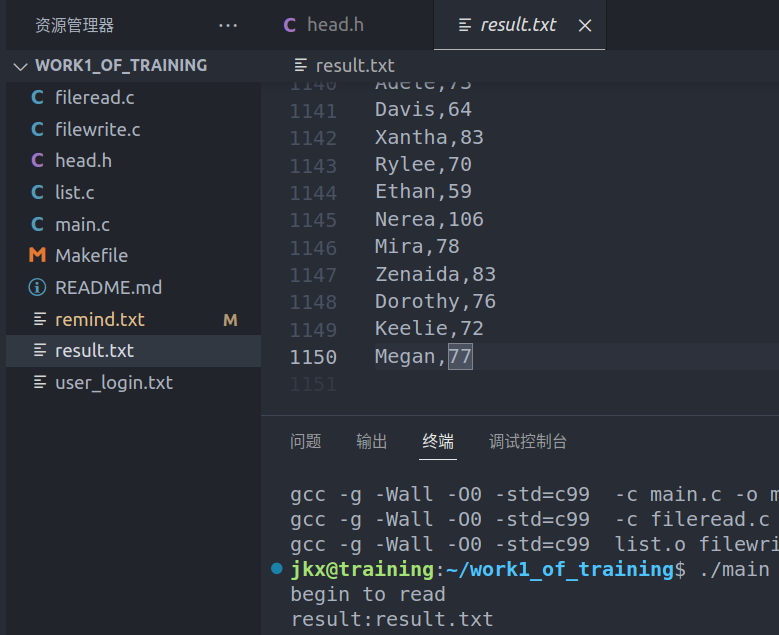 资源管理器 ···
WORK1_OF_TRAINING
C fileread.c
C filewrite.c
C head.h
C list.c
C main.c
M Makefile
README.md
remind.txt M
result.txt
user_login.txt
C head.h result.txt
result.txt
1140 Adele,73
1141 Davis,64
1142 Xantha,83
1143 Rylee,70
1144 Ethan,59
1145 Nerea,106
1146 Mira,78
1147 Zenaida,83
1148 Dorothy,76
1149 Keelie,72
1150 Megan,77
1151
问题 输出 终端 调试控制台
gcc -g -Wall -O0 -std=c99 -c main.c -o m
gcc -g -Wall -O0 -std=c99 -c fileread.c
gcc -g -Wall -O0 -std=c99 list.o filewri
jkx@training:~/work1_of_training$ ./main
begin to read
result:result.txt